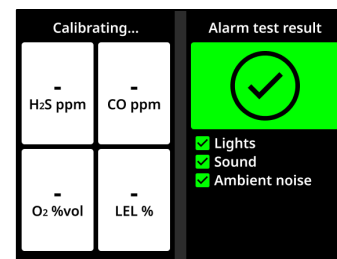 Calibrating...
-
H2S ppm
-
CO ppm
-
O2 %vol
-
LEL %
Alarm test result
Lights
Sound
Ambient noise